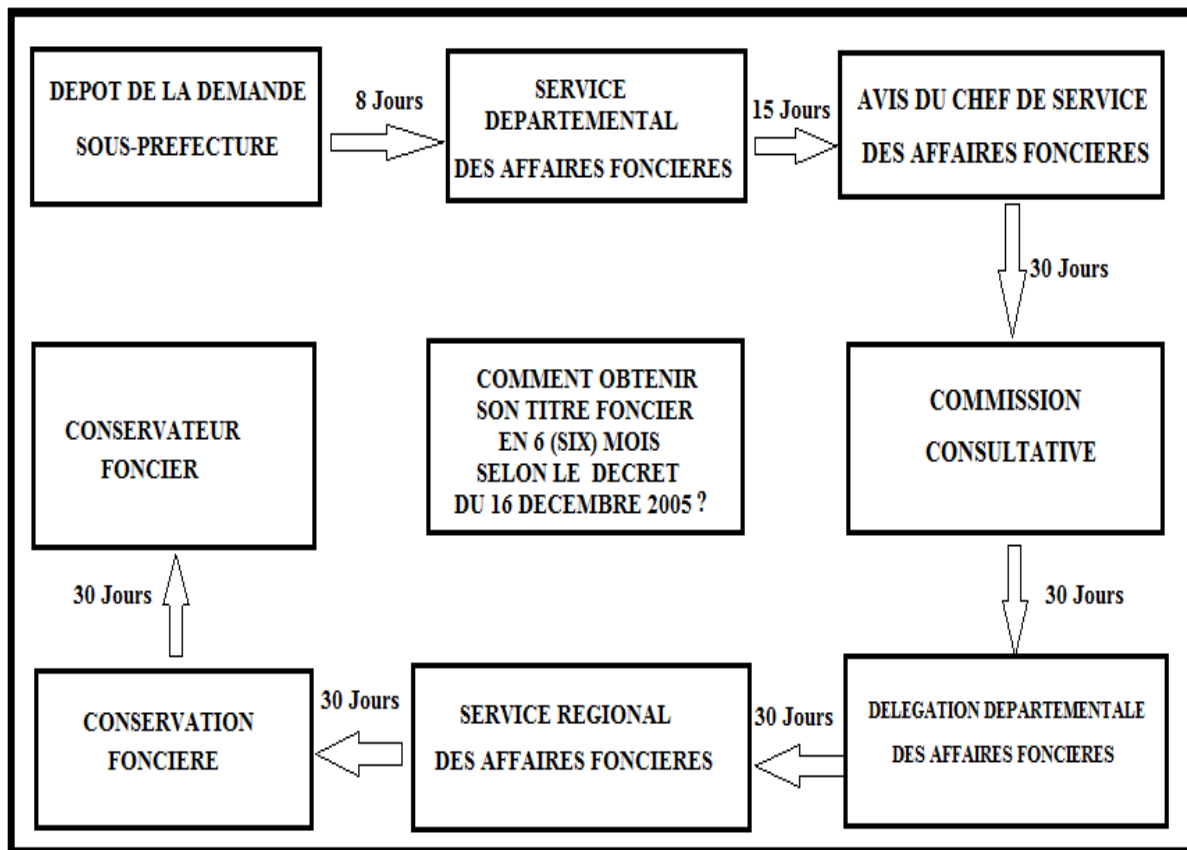 DEPOT DE LA DEMANDE
SOUS-PREFECTURE
8 Jours
SERVICE
DEPARTEMENTAL
DES AFFAIRES FONCIERES
15 Jours
AVIS DU CHEF DE SERVICE
DES AFFAIRES FONCIERES
30 Jours
COMMISSION
CONSULTATIVE
30 Jours
DELEGATION DEPARTEMENTALE
DES AFFAIRES FONCIERES
30 Jours
SERVICE REGIONAL
DES AFFAIRES FONCIERES
30 Jours
CONSERVATION
FONCIERE
30 Jours
CONSERVATEUR
FONCIER
COMMENT OBTENIR
SON TITRE FONCIER
EN 6 (SIX) MOIS
SELON LE DECRET
DU 16 DECEMBRE 2005 ?